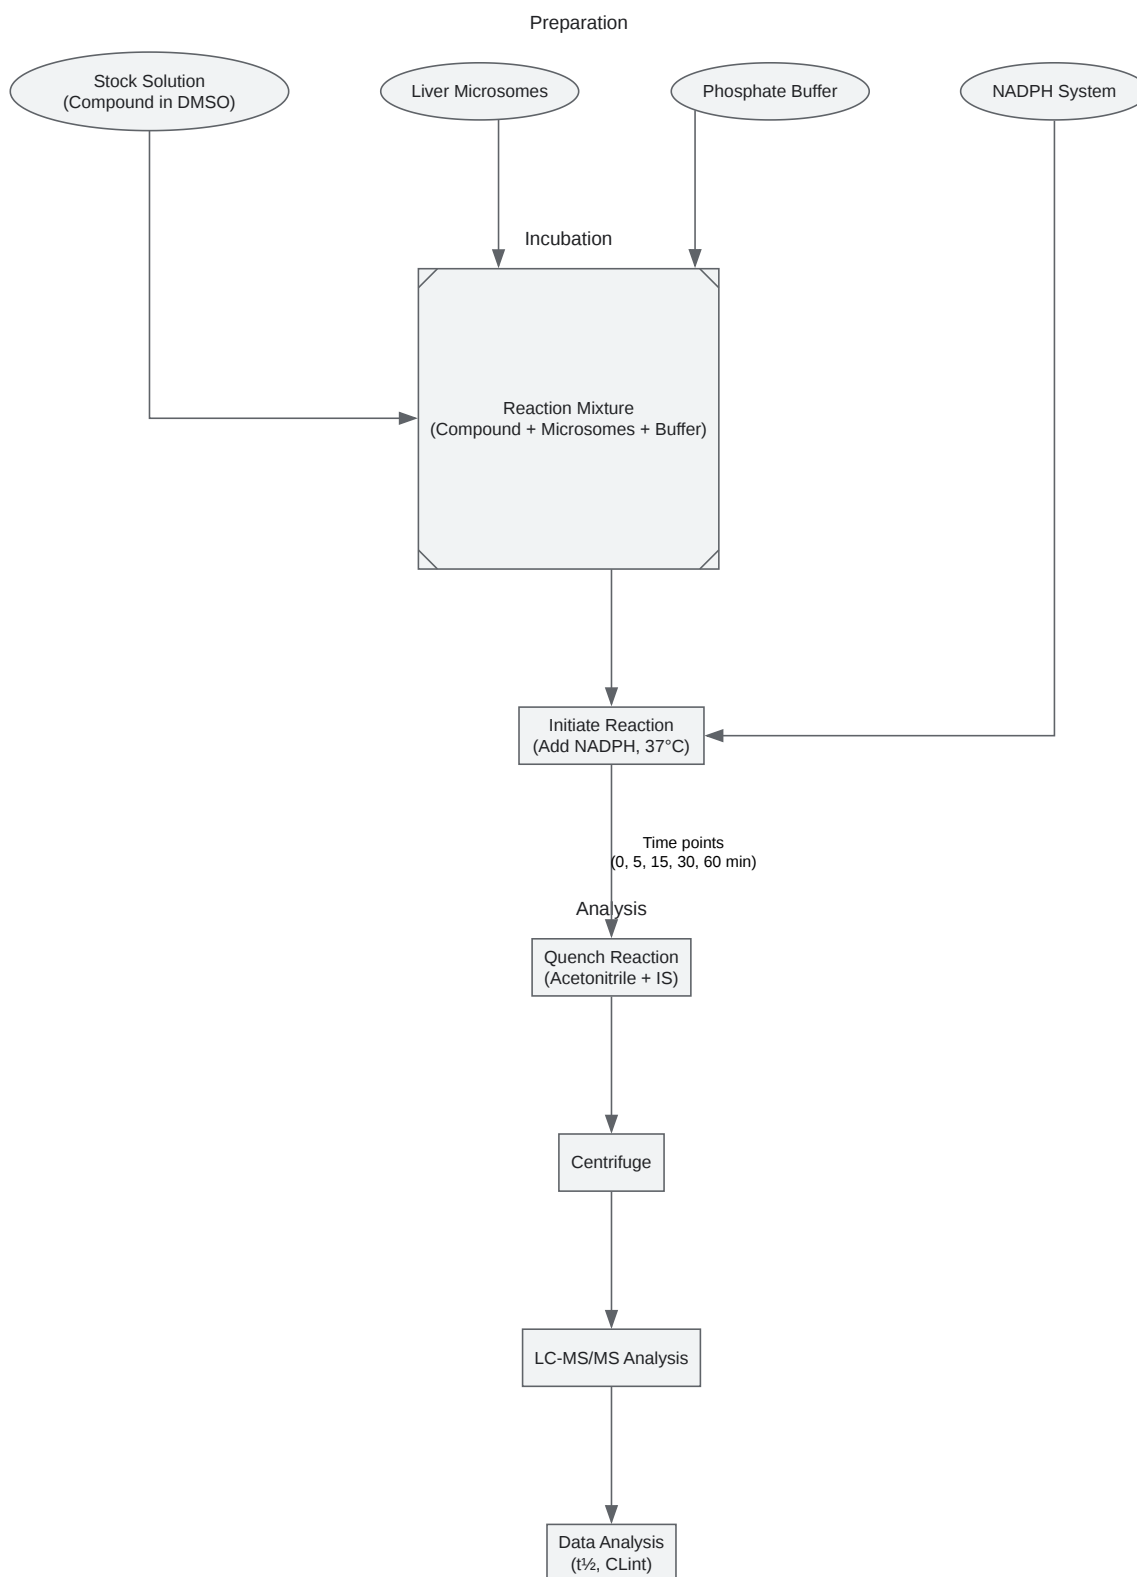 Preparation
Stock Solution
(Compound in DMSO)
Liver Microsomes
Phosphate Buffer
NADPH System
Incubation
Reaction Mixture
(Compound + Microsomes + Buffer)
Initiate Reaction
(Add NADPH, 37°C)
Time points
(0, 5, 15, 30, 60 min)
Analysis
Quench Reaction
(Acetonitrile + IS)
Centrifuge
LC-MS/MS Analysis
Data Analysis
(t½, CLint)